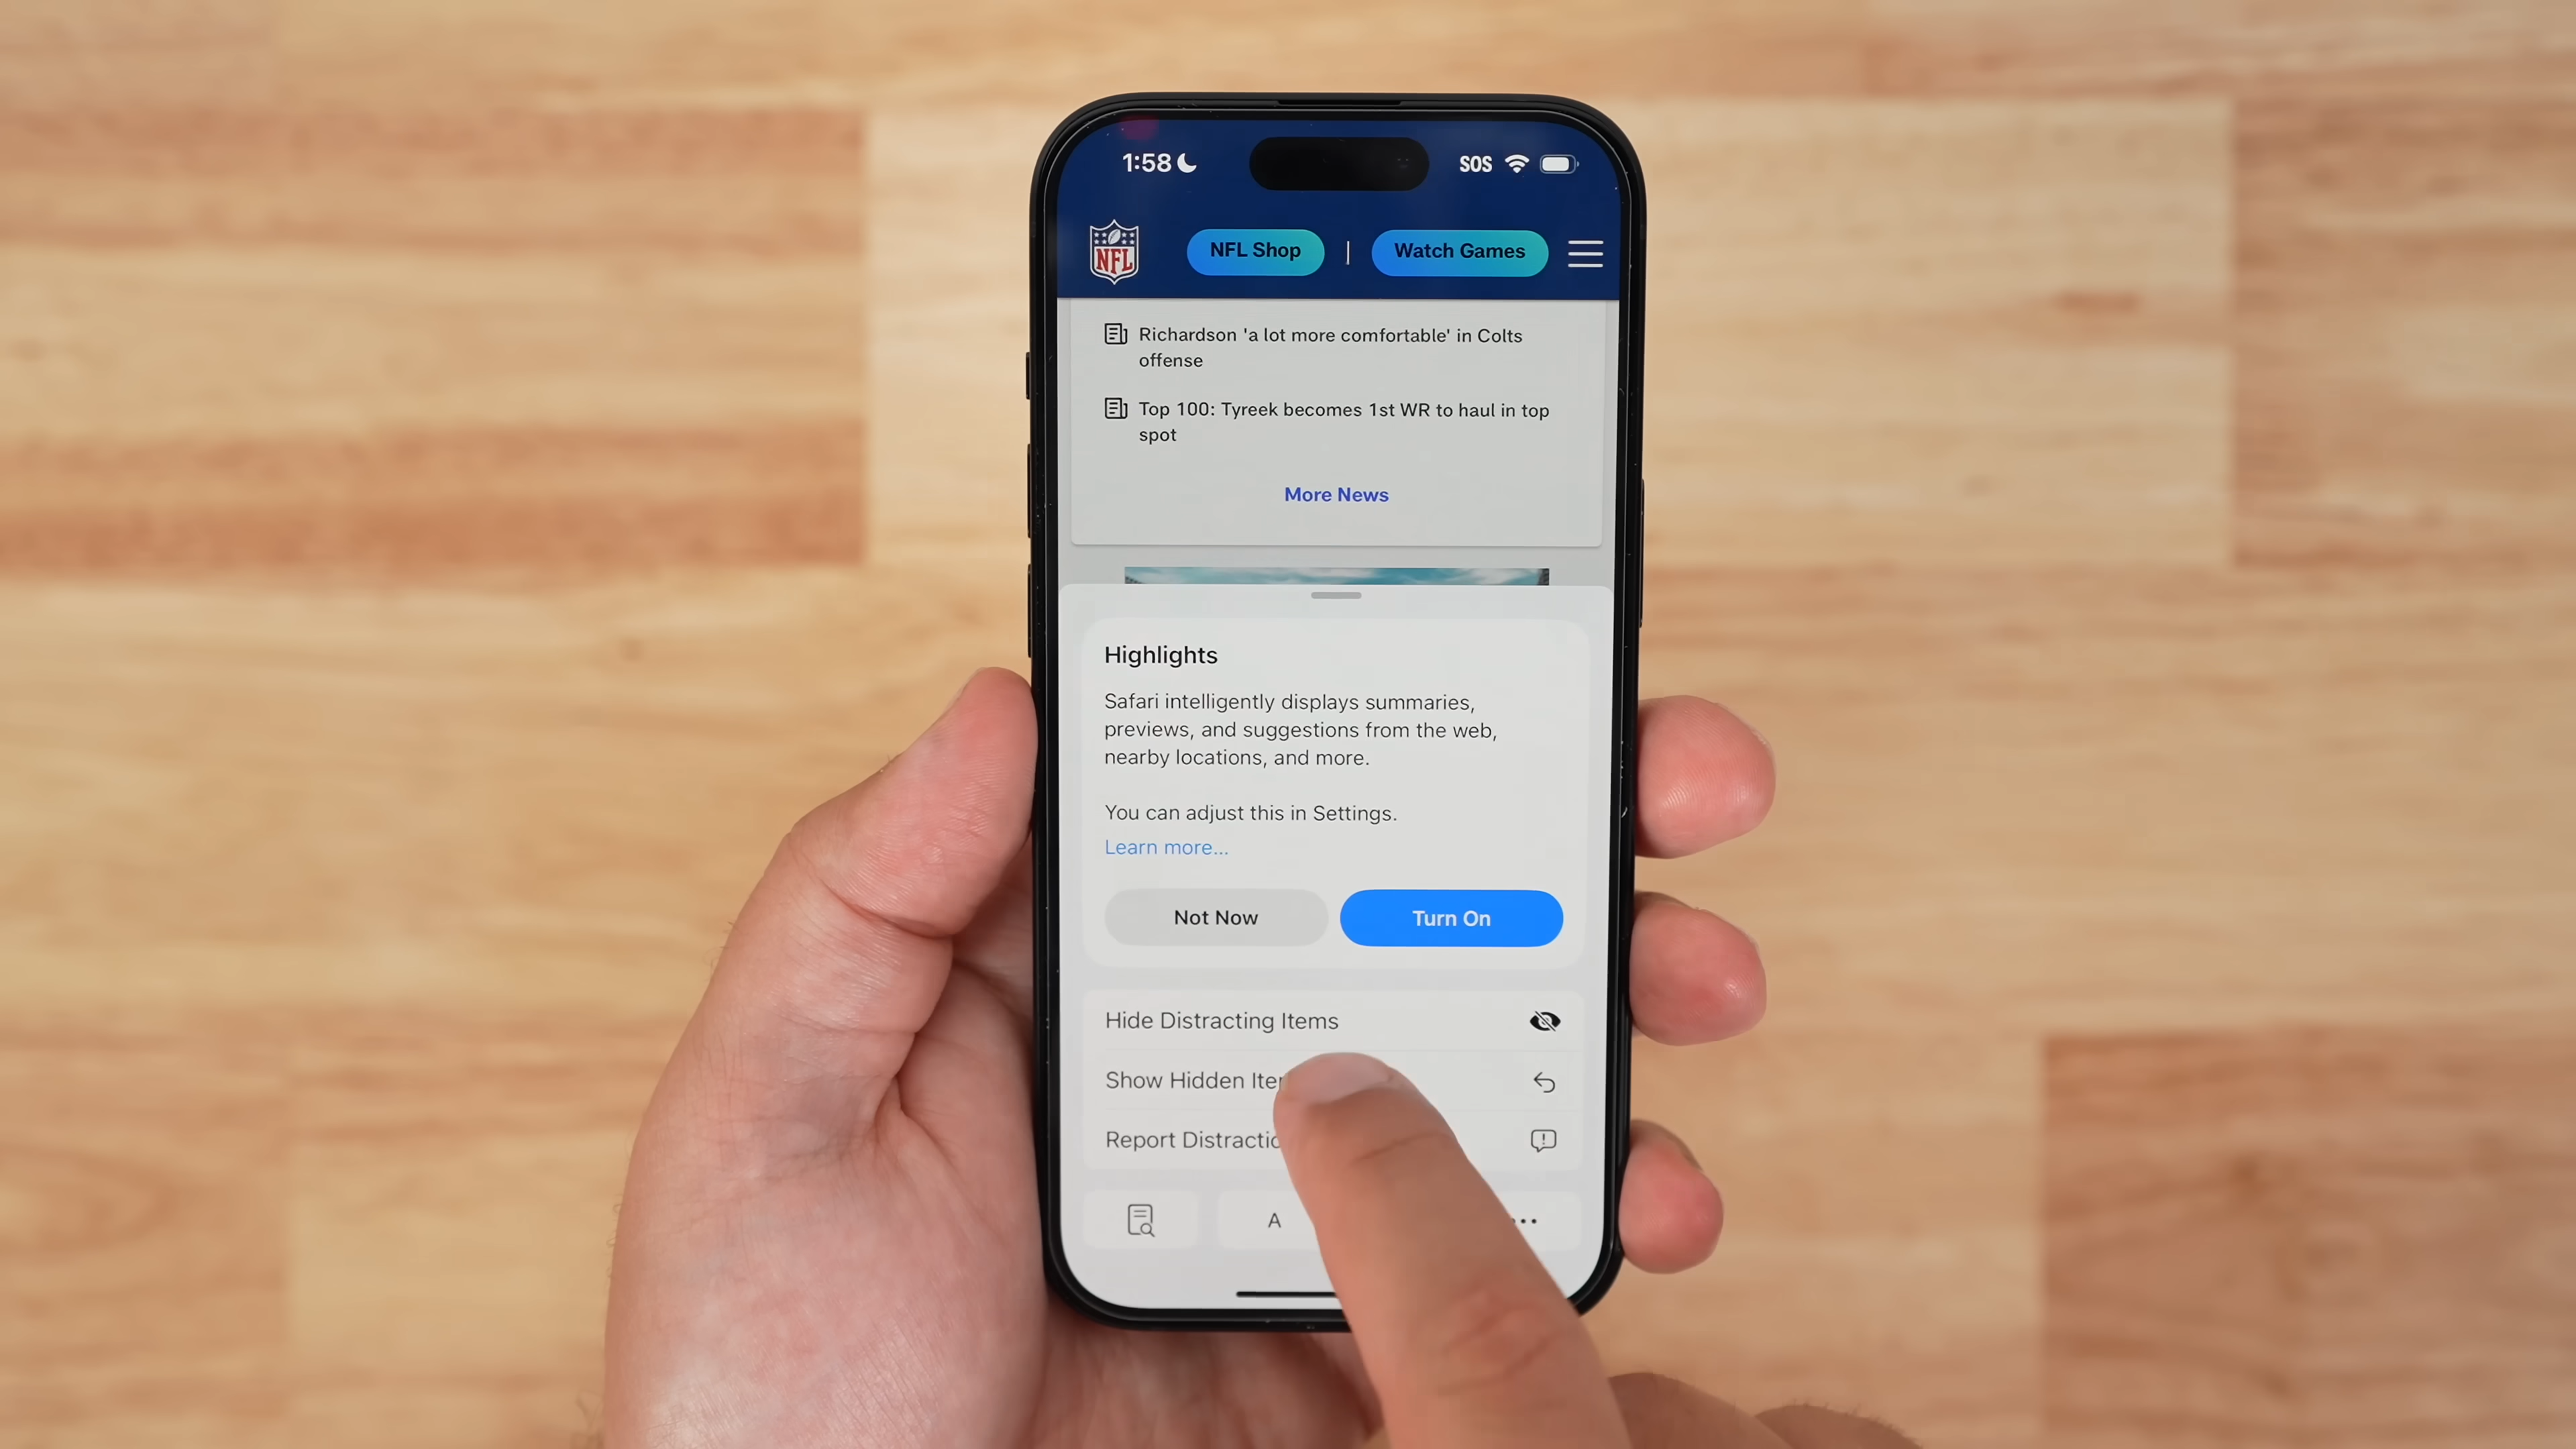 1:58
SOS
NFL
NFL Shop
Watch Games
Richardson 'a lot more comfortable' in Colts
offense
Top 100: Tyreek becomes 1st WR to haul in top
spot
More News
Highlights
Safari intelligently displays summaries,
previews, and suggestions from the web,
nearby locations, and more.
You can adjust this in Settings.
Learn more...
Not Now
Turn On
Hide Distracting Items
Show Hidden
Report
A